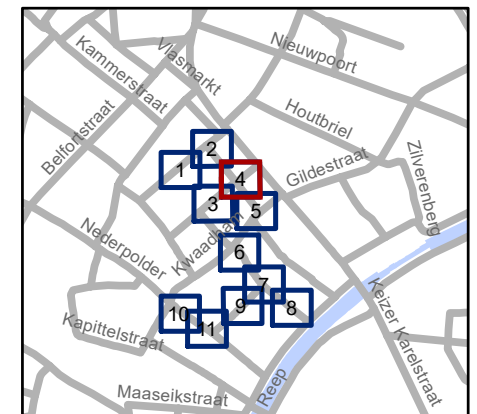 Kammerstraat
Vlasmarkt
Nieuwpoort
Belfortstraat
Houtbriel
Zilverenberg
Gildestraat
2
1
4
3
5
Kwaadham
Nederpolder
6
7
9
8
10
11
Kapittelstraat
Keizer Karelstraat
Maaseikstraat
Reep